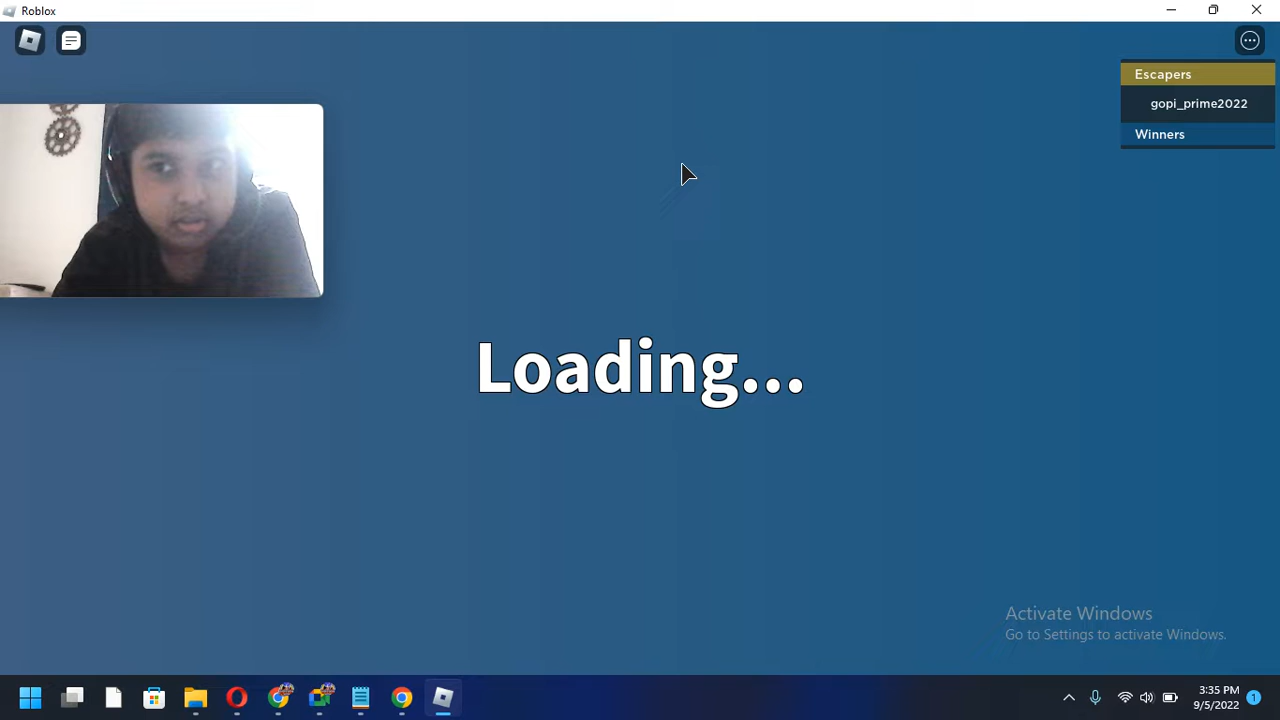 Roblox
Escapers
gopi_prime2022
Winners
Loading...
Activate Windows
Go to Settings to activate Windows.
3:35 PM
9/5/2022
1